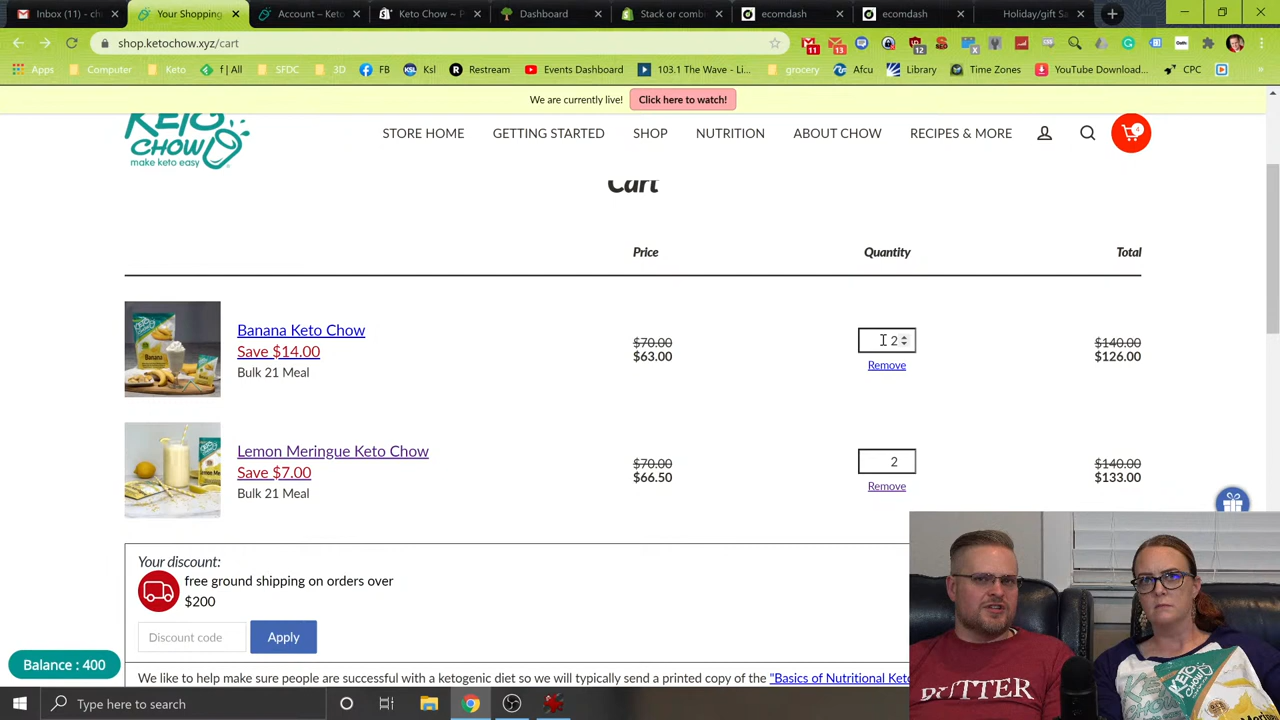 Inbox (11) - c
Your Shopping
Account – Keto
Keto Chow ~ P
Dashboard
Stack or comb
ecomdash
ecomdash
Holiday/gift Sa
shop.ketochow.xyz/cart
11
13
12
Apps
Computer
Keto
f | All
SFDC
3D
FB
Ksl
Restream
Events Dashboard
103.1 The Wave - Li...
grocery
Afcu
Library
Time Zones
YouTube Download...
CPC
We are currently live!
Click here to watch!
KETO
CHOW
make keto easy
STORE HOME
GETTING STARTED
SHOP
NUTRITION
ABOUT CHOW
RECIPES & MORE
4
Cart
Price
Quantity
Total
Banana Keto Chow
Save $14.00
Bulk 21 Meal
$70.00
$63.00
2
Remove
$140.00
$126.00
Lemon Meringue Keto Chow
Save $7.00
Bulk 21 Meal
$70.00
$66.50
2
Remove
$140.00
$133.00
Your discount:
free ground shipping on orders over
$200
Discount code
Apply
Balance : 400
We like to help make sure people are successful with a ketogenic diet so we will typically send a printed copy of the "Basics of Nutritional Keto
BUTTER
KETO
CHOW
Type here to search